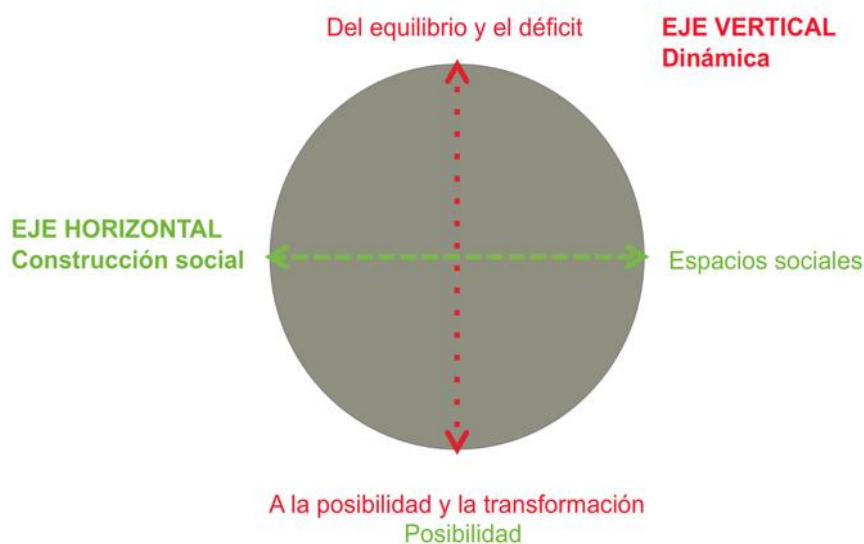 Del equilibrio y el déficit
EJE VERTICAL
Dinámica
EJE HORIZONTAL
Construcción social
Espacios sociales
A la posibilidad y la transformación
Posibilidad